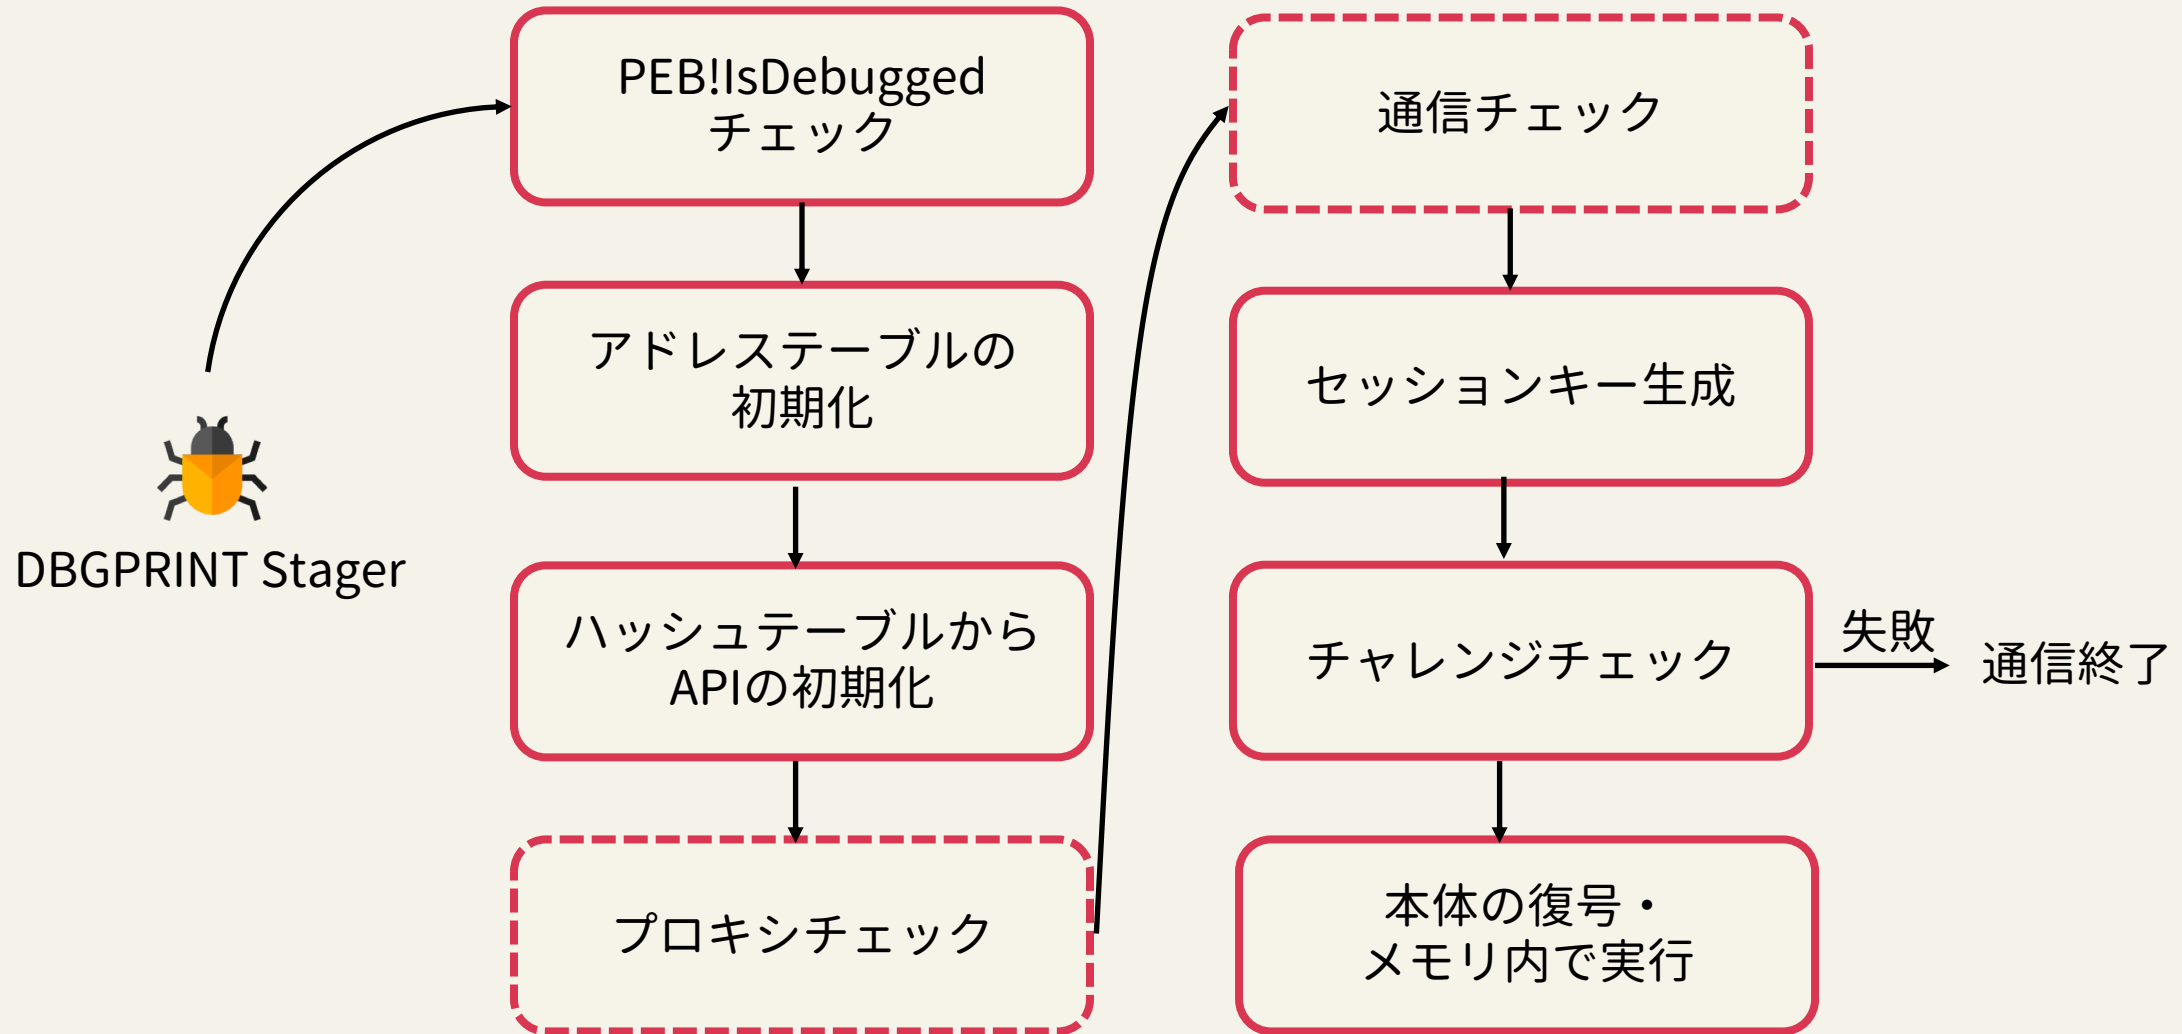 DBGPRINT Stager
PEB!IsDebugged
チェック
アドレステーブルの
初期化
ハッシュテーブルから
APIの初期化
プロキシチェック
通信チェック
セッションキー生成
チャレンジチェック
失敗
通信終了
本体の復号・
メモリ内で実行